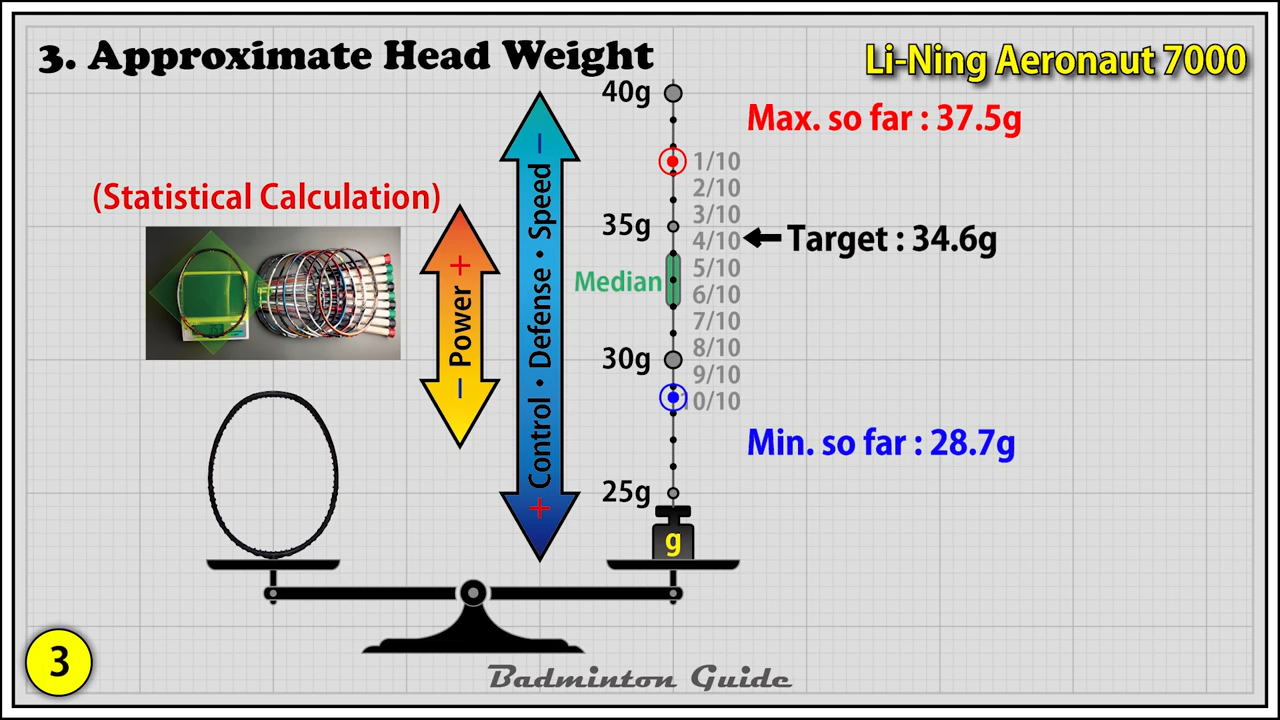 3. Approximate Head Weight
Li-Ning Aeronaut 7000
40g
Max. so far : 37.5g
1/10
2/10
(Statistical Calculation)
3/10
35g
4/10
Target : 34.6g
5/10
Median
6/10
7/10
30g
8/10
9/10
10/10
Min. so far : 28.7g
25g
+
Power
−
−
Speed
• Defense •
Control
+
g
3
Badminton Guide